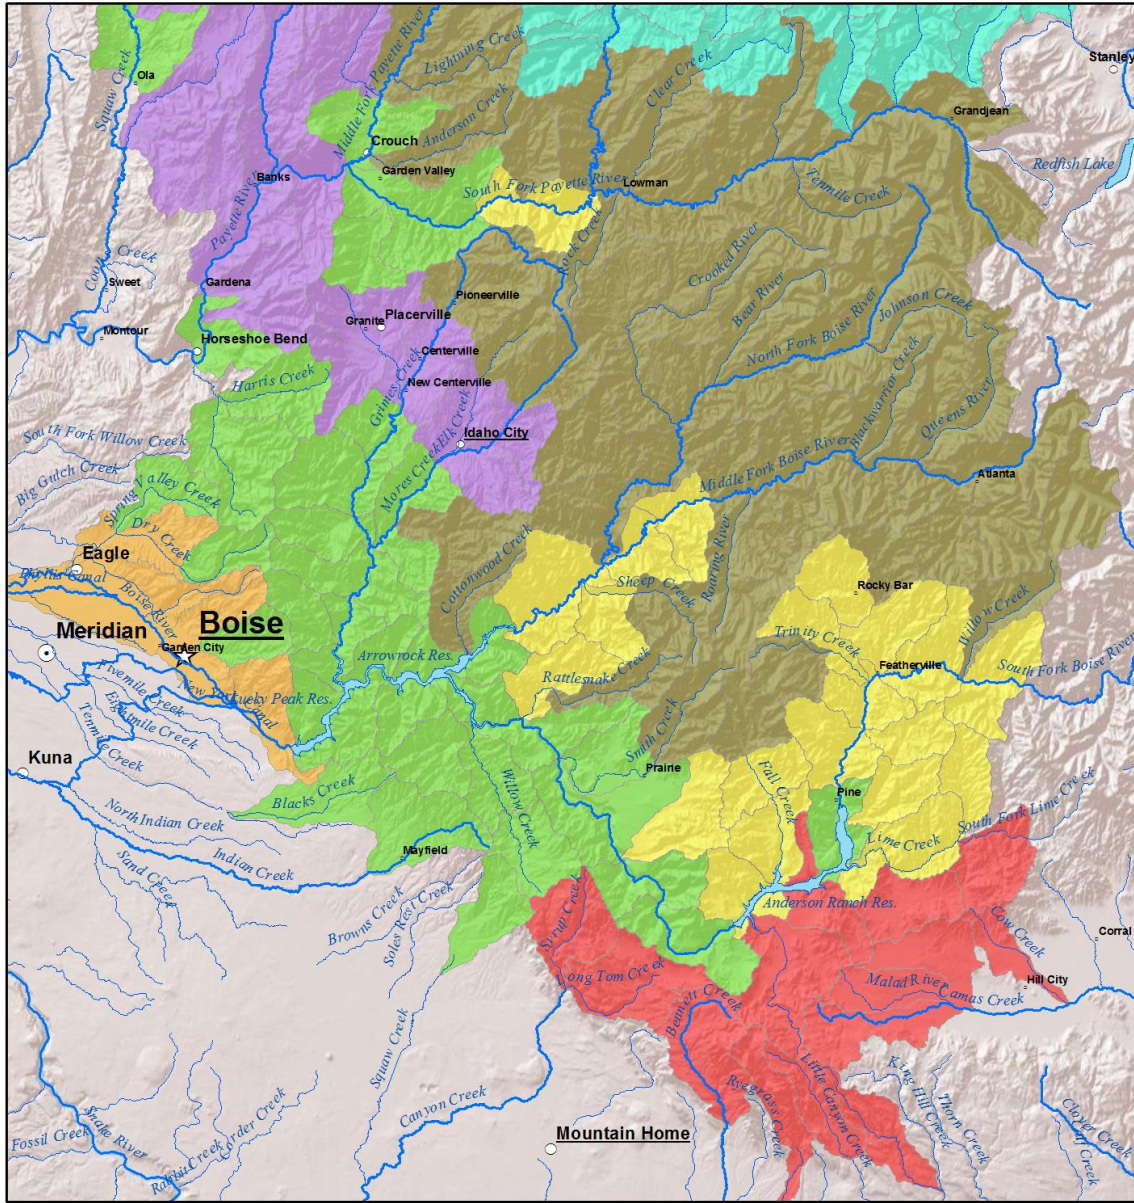 Stanley
Lightning Creek
Middle Fork Payette River
Squaw Creek
Ola
Clear Creek
Anderson Creek
Grandjean
Crouch
Garden Valley
Redfish Lake
Banks
South Fork Payette River
Lowman
Tenmile Creek
Payette River
Rock Creek
Crooked River
Sweet
Gardena
Pioneerville
Bear River
North Fork Boise River
Johnson Creek
Granite
Placerville
Montour
Horseshoe Bend
Centerville
Grimes Creek
Harris Creek
New Centerville
Blackwarrior Creek
Queens River
South Fork Willow Creek
Elk Creek
Idaho City
Mores Creek
Middle Fork Boise River
Atlanta
Big Gulch Creek
Spring Valley Creek
Dry Creek
Eagle
Cottonwood Creek
Roaring River
Phyllis Canal
Boise River
Sheep Creek
Rocky Bar
Willow Creek
Boise
Meridian
Garden City
Trinity Creek
Arrowrock Res.
Featherville
South Fork Boise River
Fivemile Creek
New York Canal
Lucky Peak Res.
Rattlesnake Creek
Eightmile Creek
Tenmile Creek
Smith Creek
Kuna
Prairie
Fall Creek
Pine
Blacks Creek
Willow Creek
North Indian Creek
South Fork Lime Creek
Lime Creek
Indian Creek
Mayfield
Sand Creek
Anderson Ranch Res.
Browns Creek
Soles Rest Creek
Syrup Creek
Cow Creek
Corral
Long Tom Creek
Malad River
Hill City
Camas Creek
Bennett Creek
Squaw Creek
Little Canyon Creek
Ryegrass Creek
King Hill Creek
Thorn Creek
Canyon Creek
Clover Creek
Snake River
Fossil Creek
Corder Creek
Rabbit Creek
Mountain Home